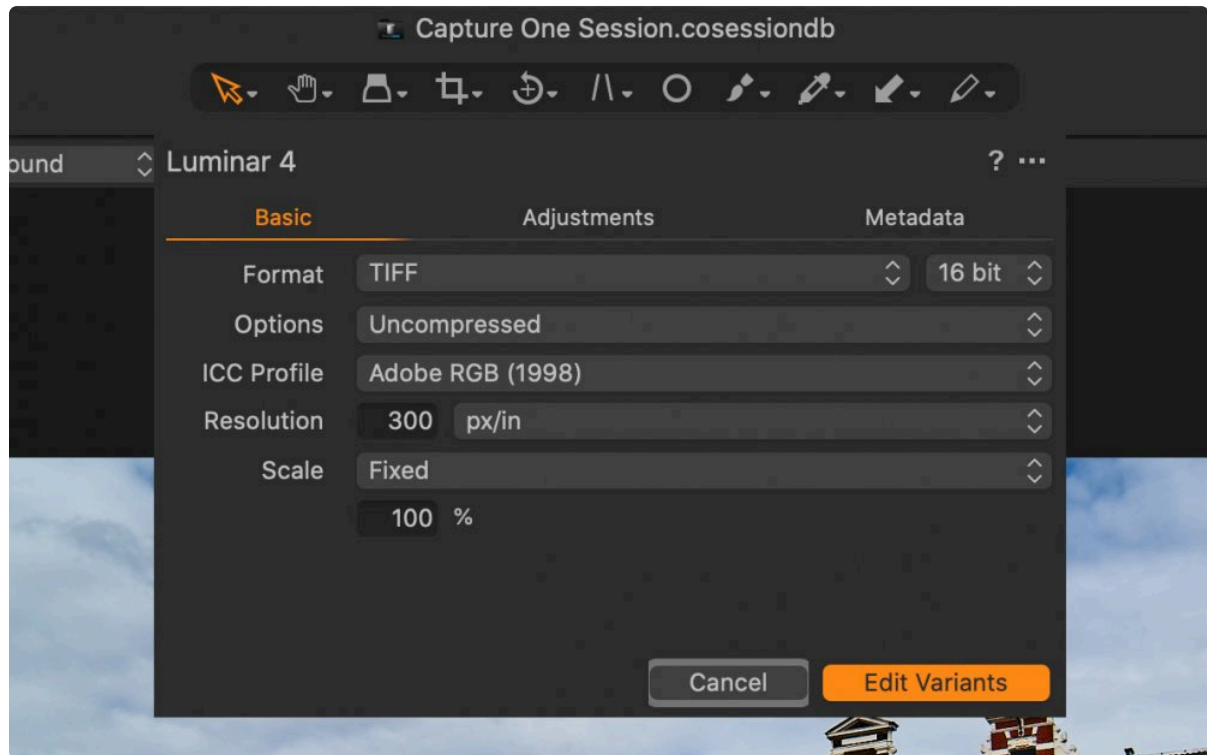 Capture One Session.cosessiondb
ound
Luminar 4
? ...
Basic Adjustments Metadata
Format TIFF 16 bit
Options Uncompressed
ICC Profile Adobe RGB (1998)
Resolution 300 px/in
Scale Fixed
100 %
Cancel Edit Variants